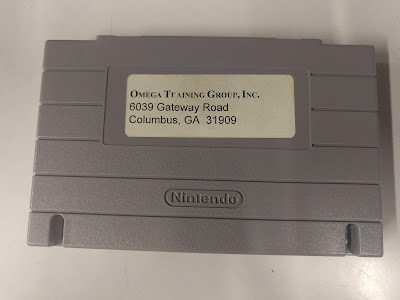 OMEGA TRAINING GROUP, INC.
6039 Gateway Road
Columbus, GA 31909
Nintendo